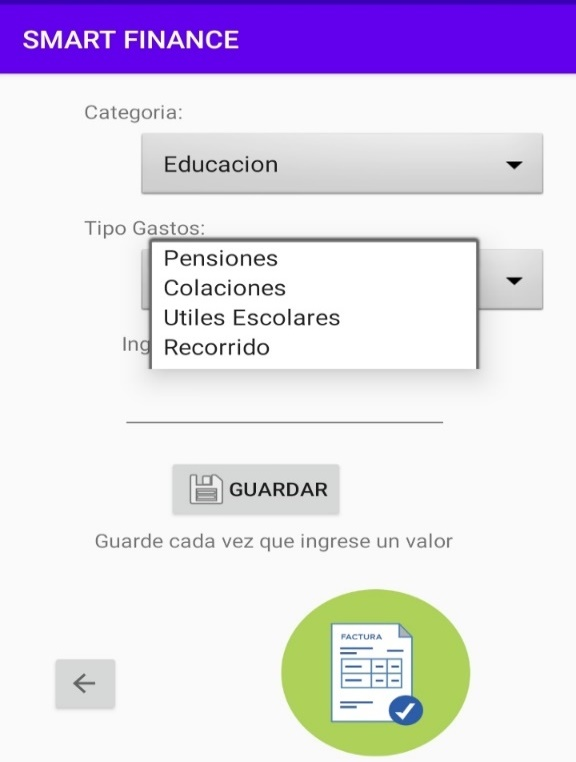 SMART FINANCE
Categoria:
Educacion
Tipo Gastos:
Pensiones
Colaciones
Utiles Escolares
Recorrido
Ing
GUARDAR
Guarde cada vez que ingrese un valor
FACTURA